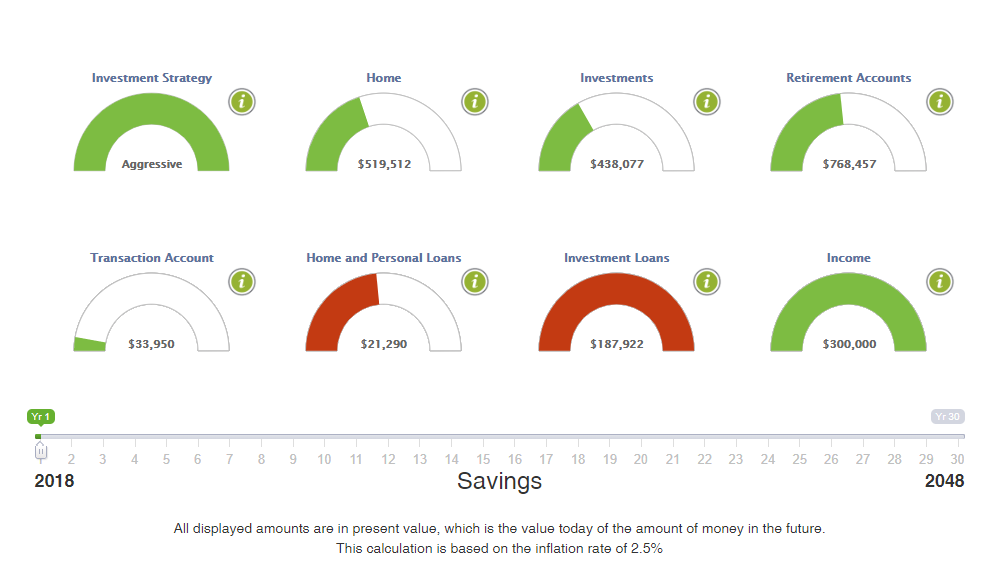 Investment Strategy
Home
Investments
Retirement Accounts
i
i
i
i
Aggressive
$519,512
$438,077
$768,457
Transaction Account
Home and Personal Loans
Investment Loans
Income
i
i
i
i
$33,950
$21,290
$187,922
$300,000
Yr 1
Yr 30
1 2 3 4 5 6 7 8 9 10 11 12 13 14 15 16 17 18 19 20 21 22 23 24 25 26 27 28 29 30
2018
Savings
2048
All displayed amounts are in present value, which is the value today of the amount of money in the future.
This calculation is based on the inflation rate of 2.5%